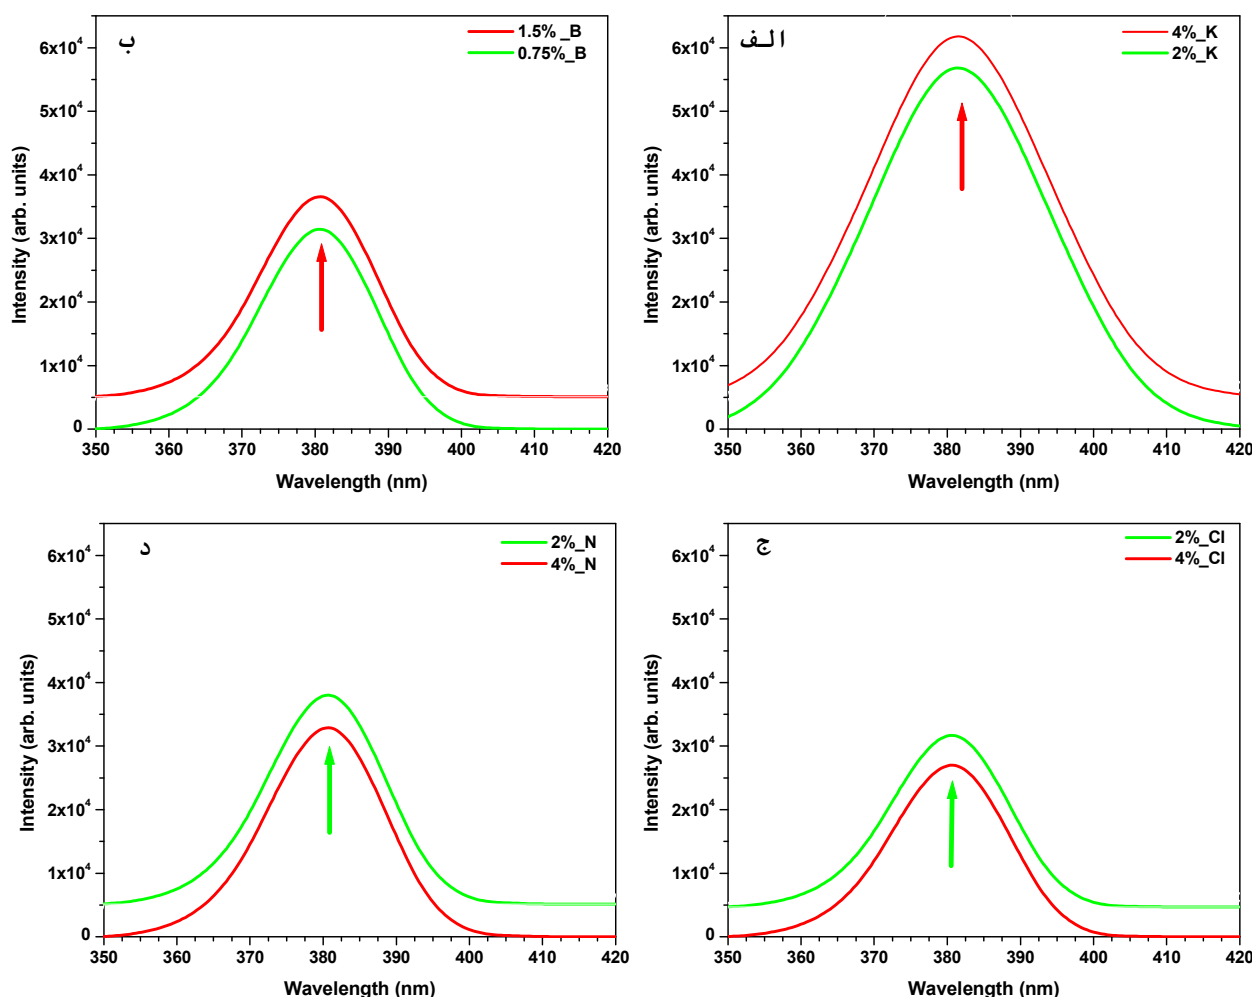 ب
1.5%_B
0.75%_B
6x10⁴
5x10⁴
4x10⁴
3x10⁴
2x10⁴
1x10⁴
0
Intensity (arb. units)
350 360 370 380 390 400 410 420
Wavelength (nm)
الـف
4%_K
2%_K
6x10⁴
5x10⁴
4x10⁴
3x10⁴
2x10⁴
1x10⁴
0
Intensity (arb. units)
350 360 370 380 390 400 410 420
Wavelength (nm)
د
2%_N
4%_N
6x10⁴
5x10⁴
4x10⁴
3x10⁴
2x10⁴
1x10⁴
0
Intensity (arb. units)
350 360 370 380 390 400 410 420
Wavelength (nm)
ج
2%_Cl
4%_Cl
6x10⁴
5x10⁴
4x10⁴
3x10⁴
2x10⁴
1x10⁴
0
Intensity (arb. units)
350 360 370 380 390 400 410 420
Wavelength (nm)